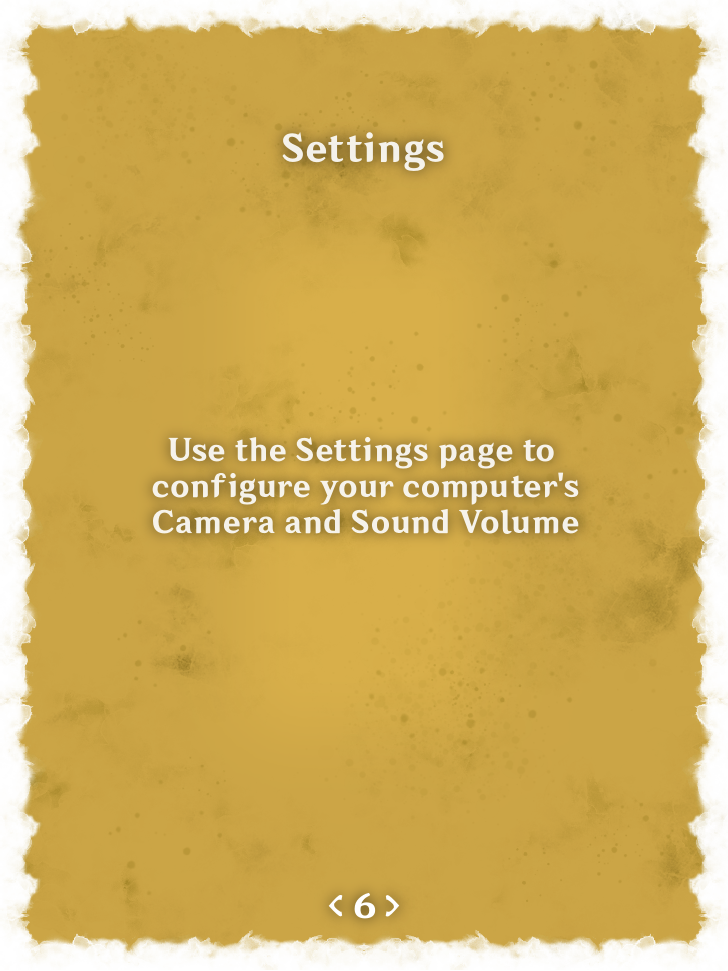 Settings
Use the Settings page to
configure your computer's
Camera and Sound Volume
< 6 >